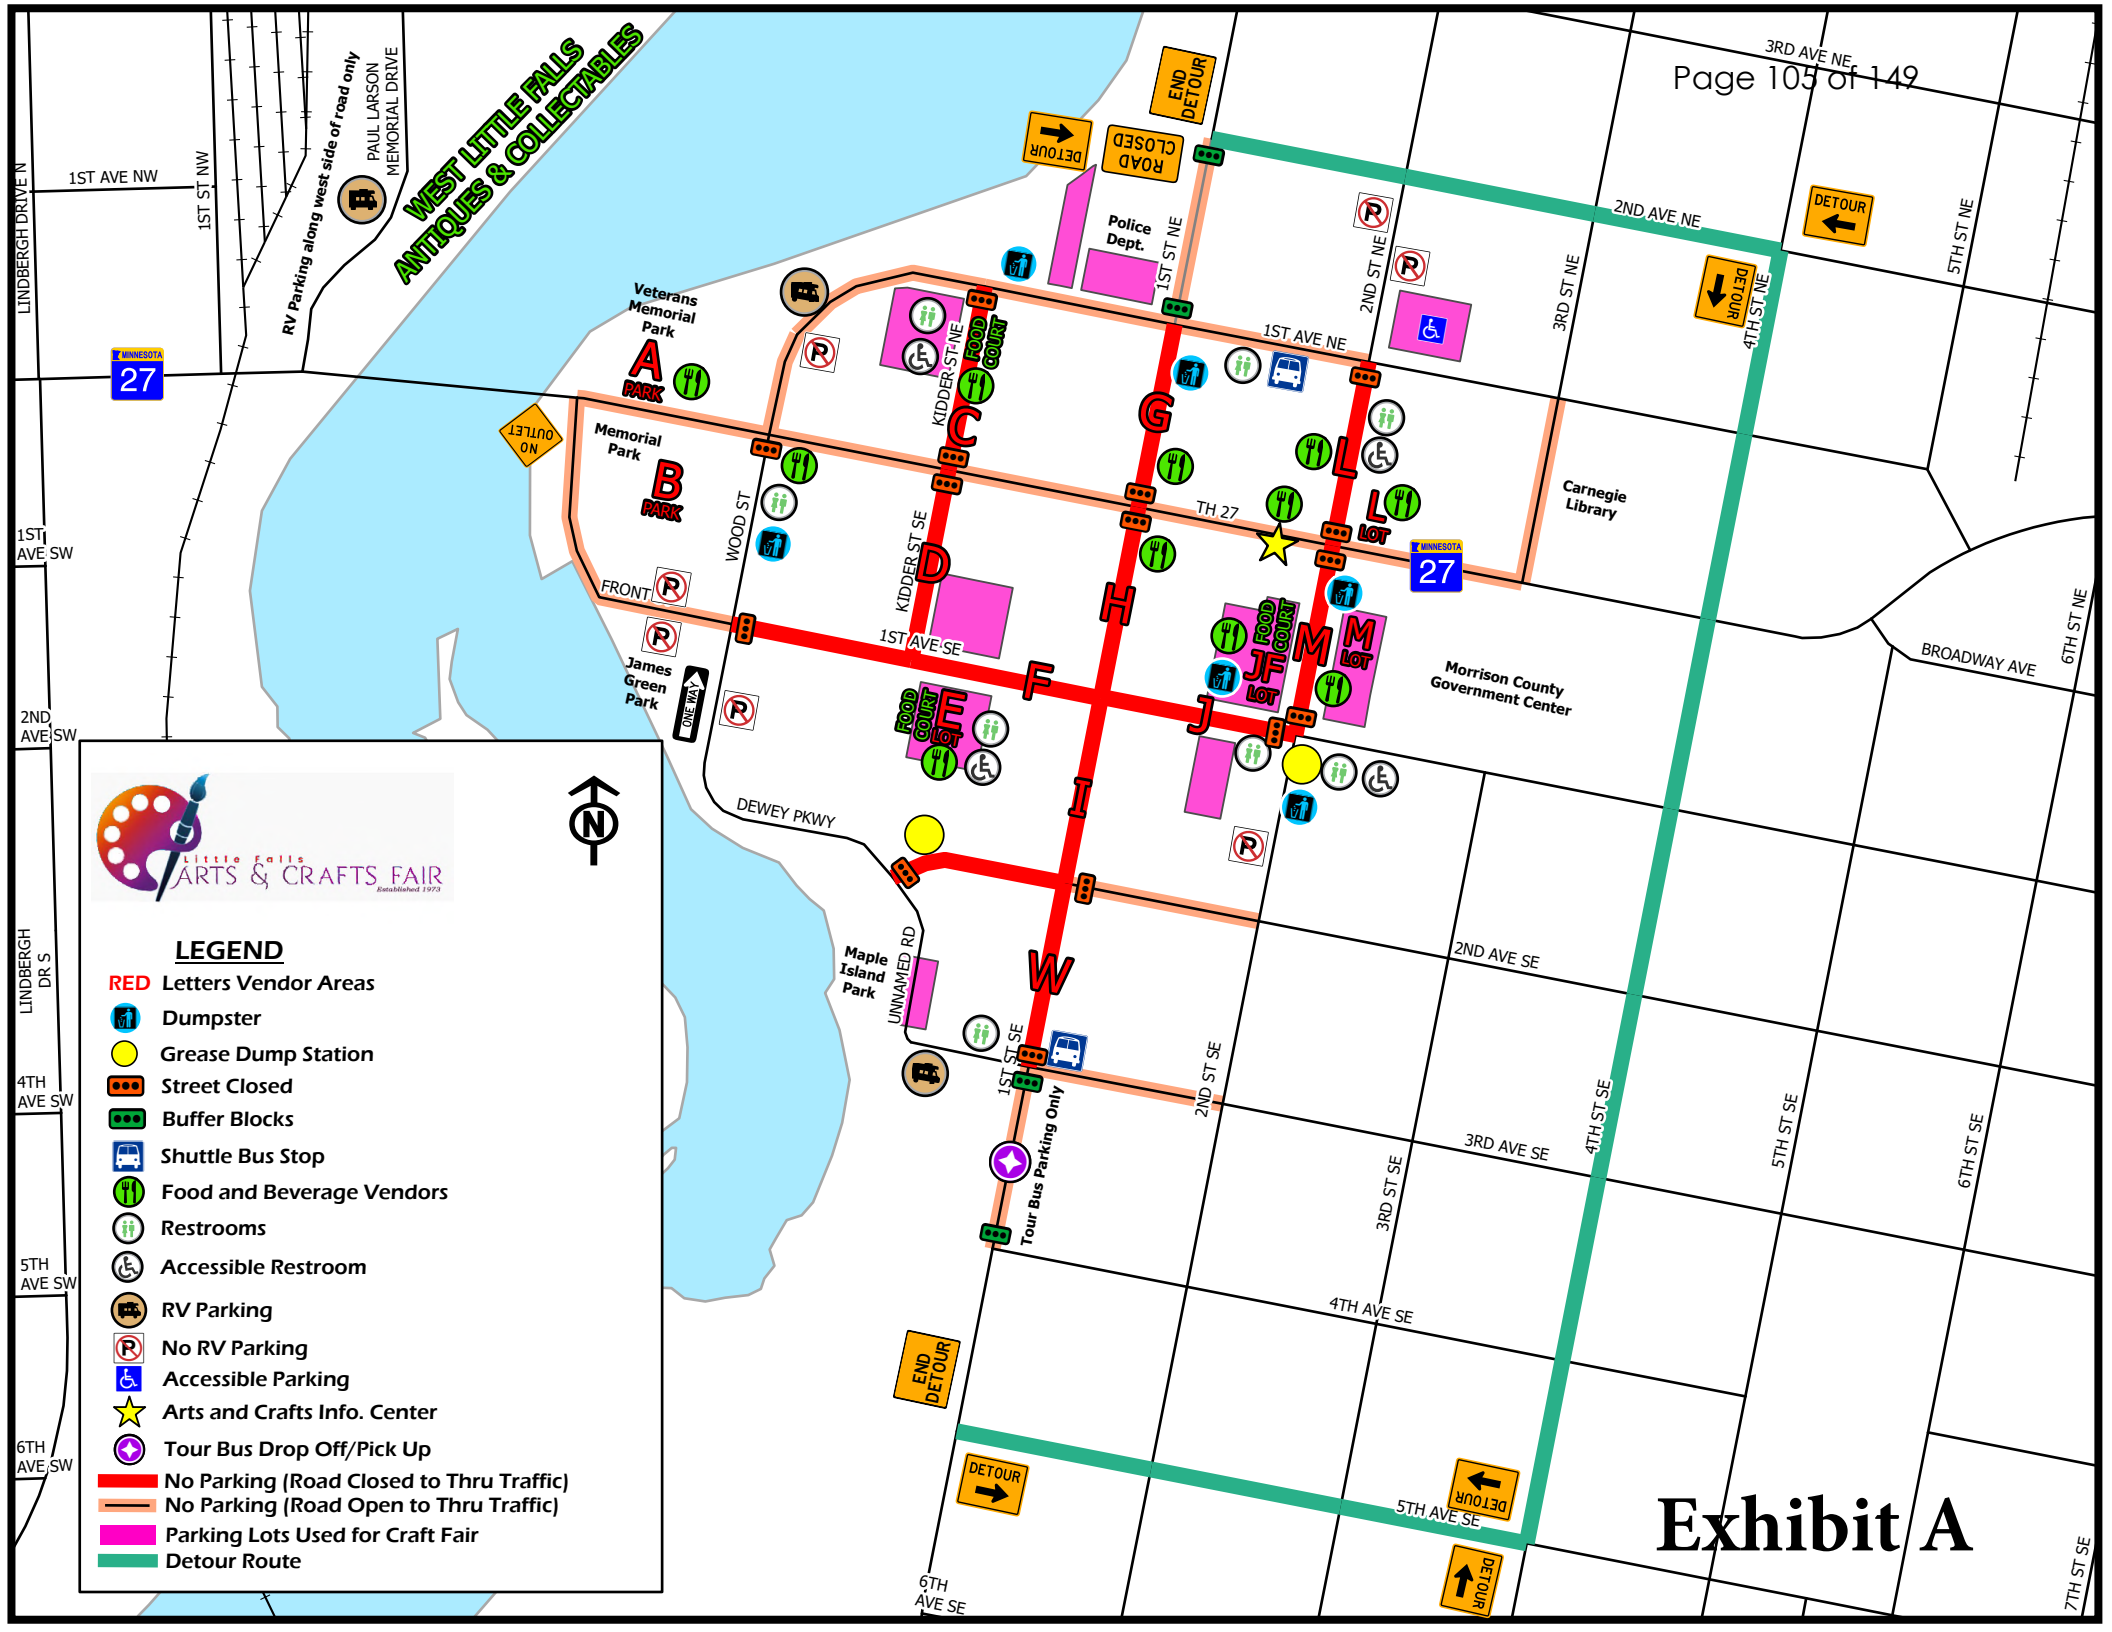 Page 105 of 149
3RD AVE NE
LINDBERGH DRIVE N
1ST AVE NW
1ST ST NW
RV Parking along west side of road only
PAUL LARSON
MEMORIAL DRIVE
WEST LITTLE FALLS
ANTIQUES & COLLECTABLES
END
DETOUR
DETOUR
ROAD
CLOSED
Police
Dept.
1ST ST NE
2ND AVE NE
DETOUR
DETOUR
4TH ST NE
5TH ST NE
2ND ST NE
3RD ST NE
P
P
Veterans
Memorial
Park
A
PARK
P
KIDDER ST NE
FOOD
COURT
C
1ST AVE NE
G
MINNESOTA
27
NO
OUTLET
Memorial
Park
B
PARK
WOOD ST
TH 27
L
L
LOT
Carnegie
Library
MINNESOTA
27
1ST
AVE SW
KIDDER ST SE
D
H
FRONT
P
P
1ST AVE SE
F
FOOD
COURT
JF
LOT
M
M
LOT
J
Morrison County
Government Center
BROADWAY AVE
6TH ST NE
James
Green
Park
ONE WAY
P
FOOD
COURT
E
LOT
2ND
AVE SW
I
P
DEWEY PKWY
N
Little Falls
ARTS & CRAFTS FAIR
Established 1973
LEGEND
RED Letters Vendor Areas
Dumpster
Grease Dump Station
Street Closed
Buffer Blocks
Shuttle Bus Stop
Food and Beverage Vendors
Restrooms
Accessible Restroom
RV Parking
P No RV Parking
Accessible Parking
Arts and Crafts Info. Center
Tour Bus Drop Off/Pick Up
No Parking (Road Closed to Thru Traffic)
No Parking (Road Open to Thru Traffic)
Parking Lots Used for Craft Fair
Detour Route
LINDBERGH
DR S
4TH
AVE SW
5TH
AVE SW
6TH
AVE SW
Maple
Island
Park
UNNAMED RD
W
1ST ST SE
Tour Bus Parking Only
2ND ST SE
2ND AVE SE
3RD AVE SE
3RD ST SE
4TH ST SE
5TH ST SE
6TH ST SE
4TH AVE SE
END
DETOUR
DETOUR
5TH AVE SE
DETOUR
DETOUR
6TH
AVE SE
7TH ST SE
Exhibit A